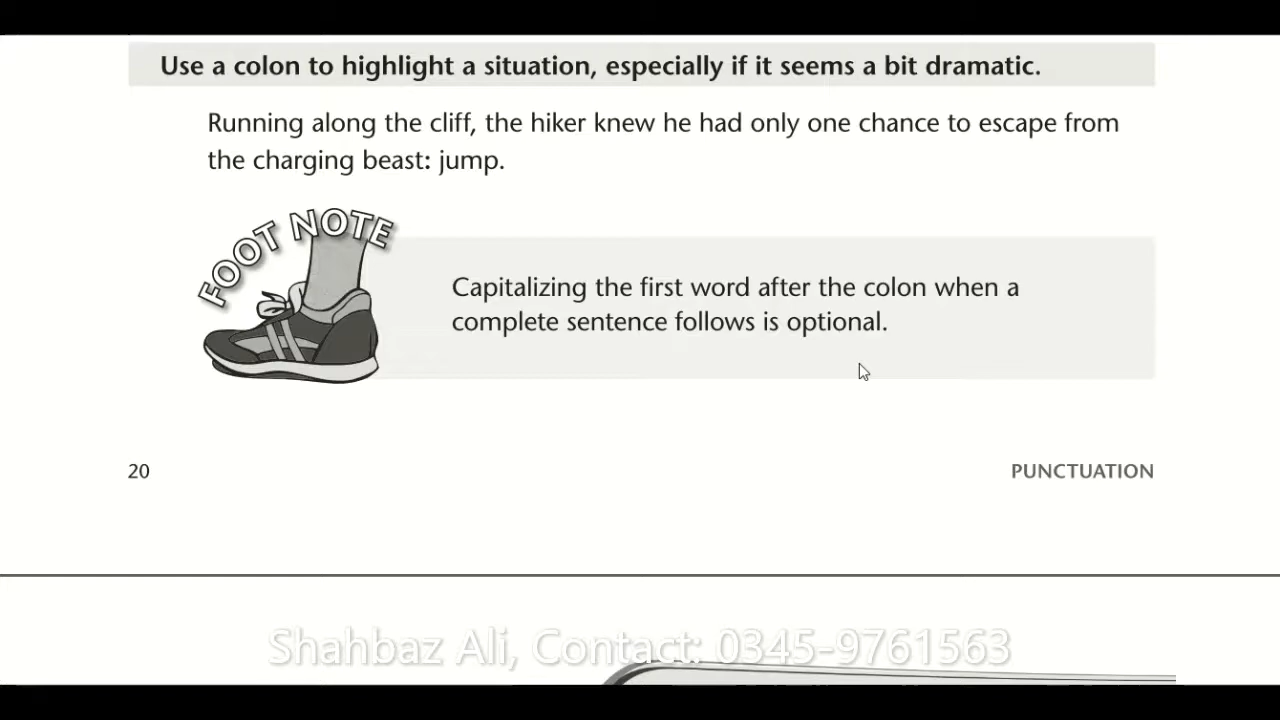 Use a colon to highlight a situation, especially if it seems a bit dramatic.
Running along the cliff, the hiker knew he had only one chance to escape from
the charging beast: jump.
FOOT NOTE
Capitalizing the first word after the colon when a
complete sentence follows is optional.
20 PUNCTUATION
Shahbaz Ali, Contact: 0345-9761563